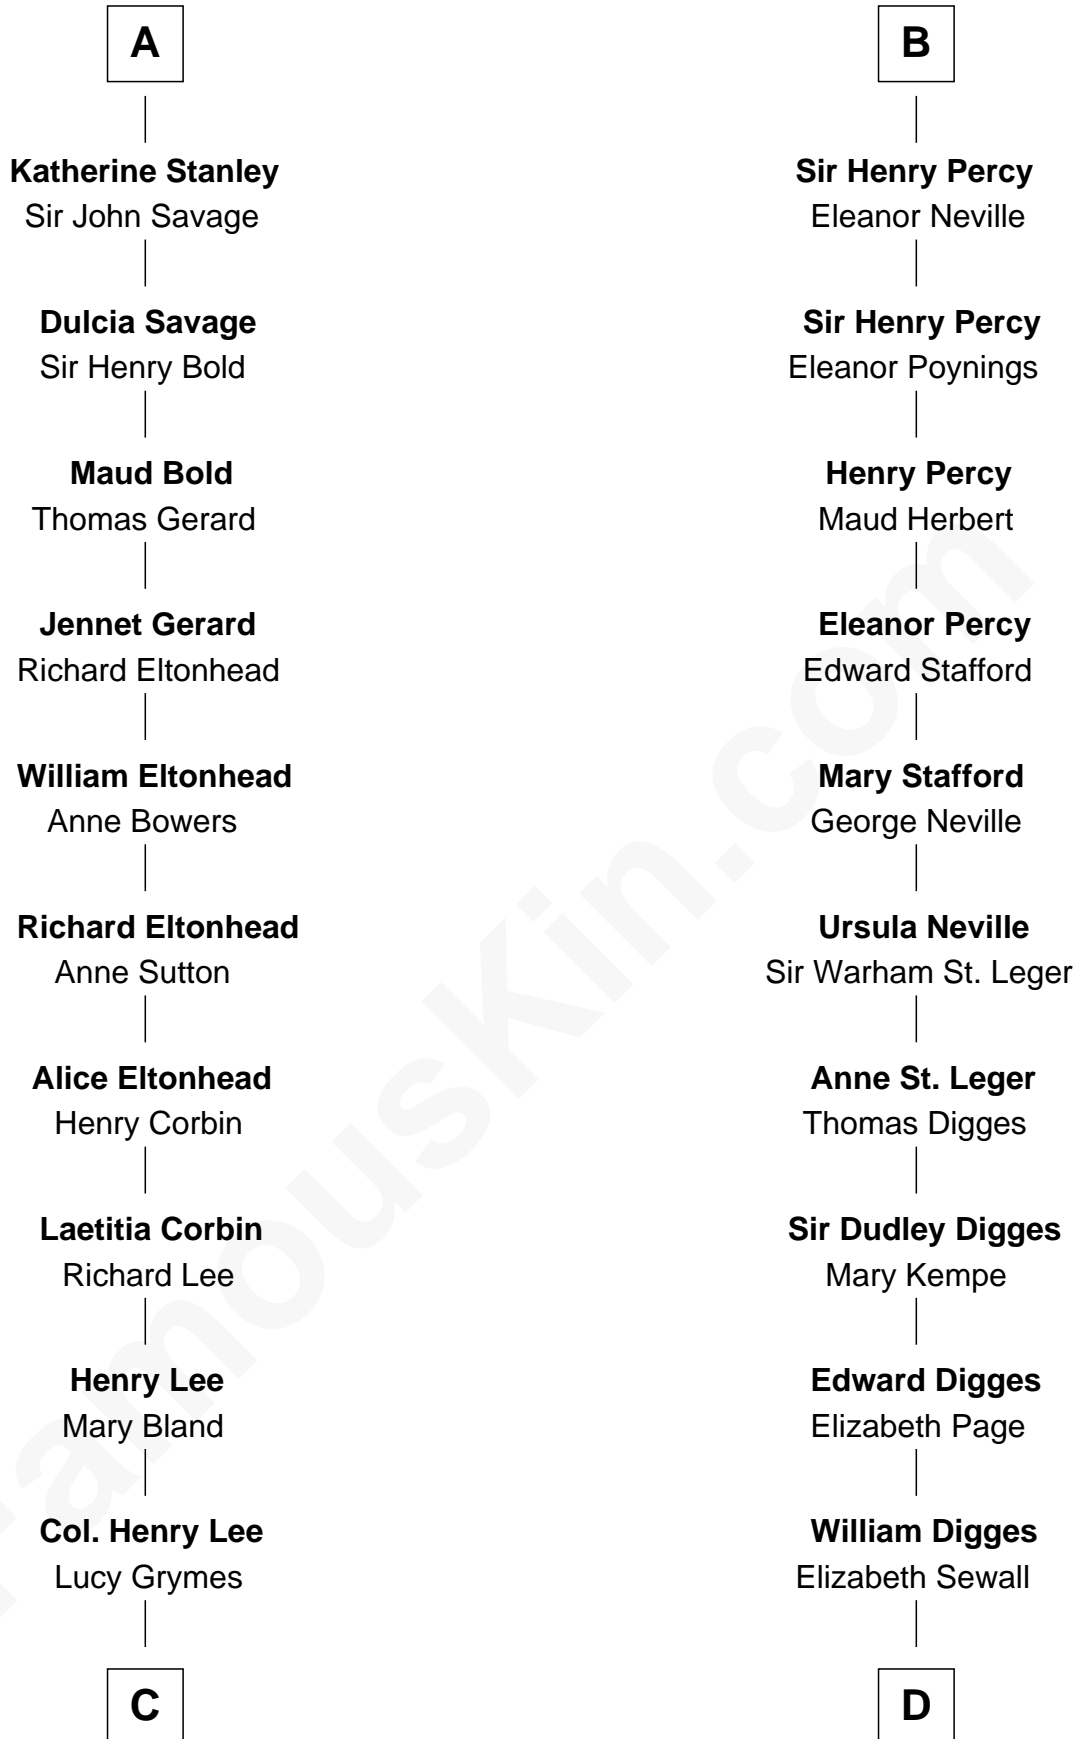 A
Katherine Stanley
Sir John Savage
Dulcia Savage
Sir Henry Bold
Maud Bold
Thomas Gerard
Jennet Gerard
Richard Eltonhead
William Eltonhead
Anne Bowers
Richard Eltonhead
Anne Sutton
Alice Eltonhead
Henry Corbin
Laetitia Corbin
Richard Lee
Henry Lee
Mary Bland
Col. Henry Lee
Lucy Grymes
C
B
Sir Henry Percy
Eleanor Neville
Sir Henry Percy
Eleanor Poynings
Henry Percy
Maud Herbert
Eleanor Percy
Edward Stafford
Mary Stafford
George Neville
Ursula Neville
Sir Warham St. Leger
Anne St. Leger
Thomas Digges
Sir Dudley Digges
Mary Kempe
Edward Digges
Elizabeth Page
William Digges
Elizabeth Sewall
D
FamousKin.com